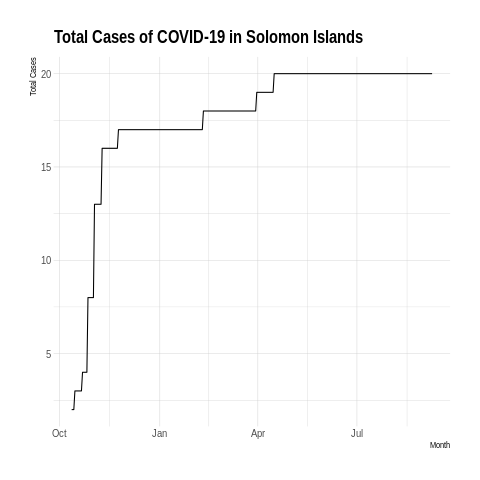 Total Cases of COVID-19 in Solomon Islands
Total Cases
20
15
10
5
Oct Jan Apr Jul
Month